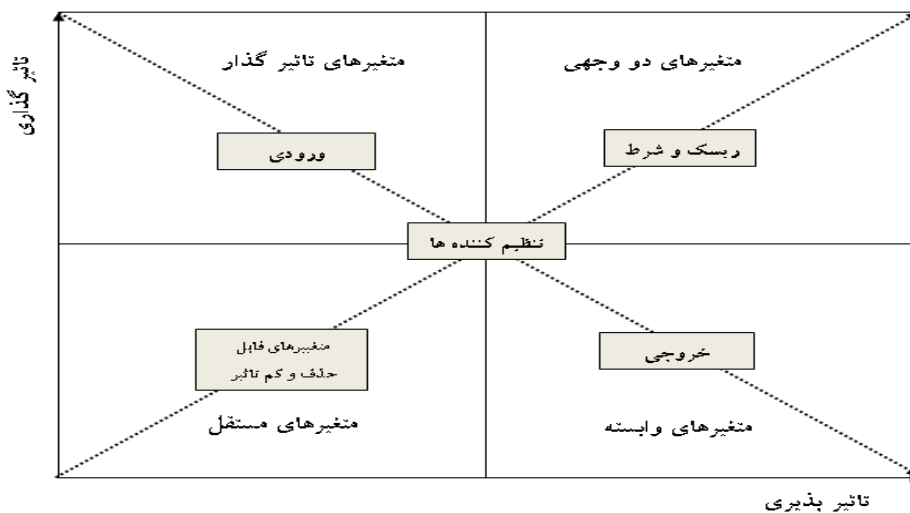 تاثیر گذاری
متغیرهای دو وجهی
متغیرهای تاثیر گذار
ریسک و شرط
ورودی
تنظیم کننده ها
متغییرهای قابل
حذف و کم تاثیر
خروجی
متغیرهای وابسته
متغیرهای مستقل
تاثیر پذیری